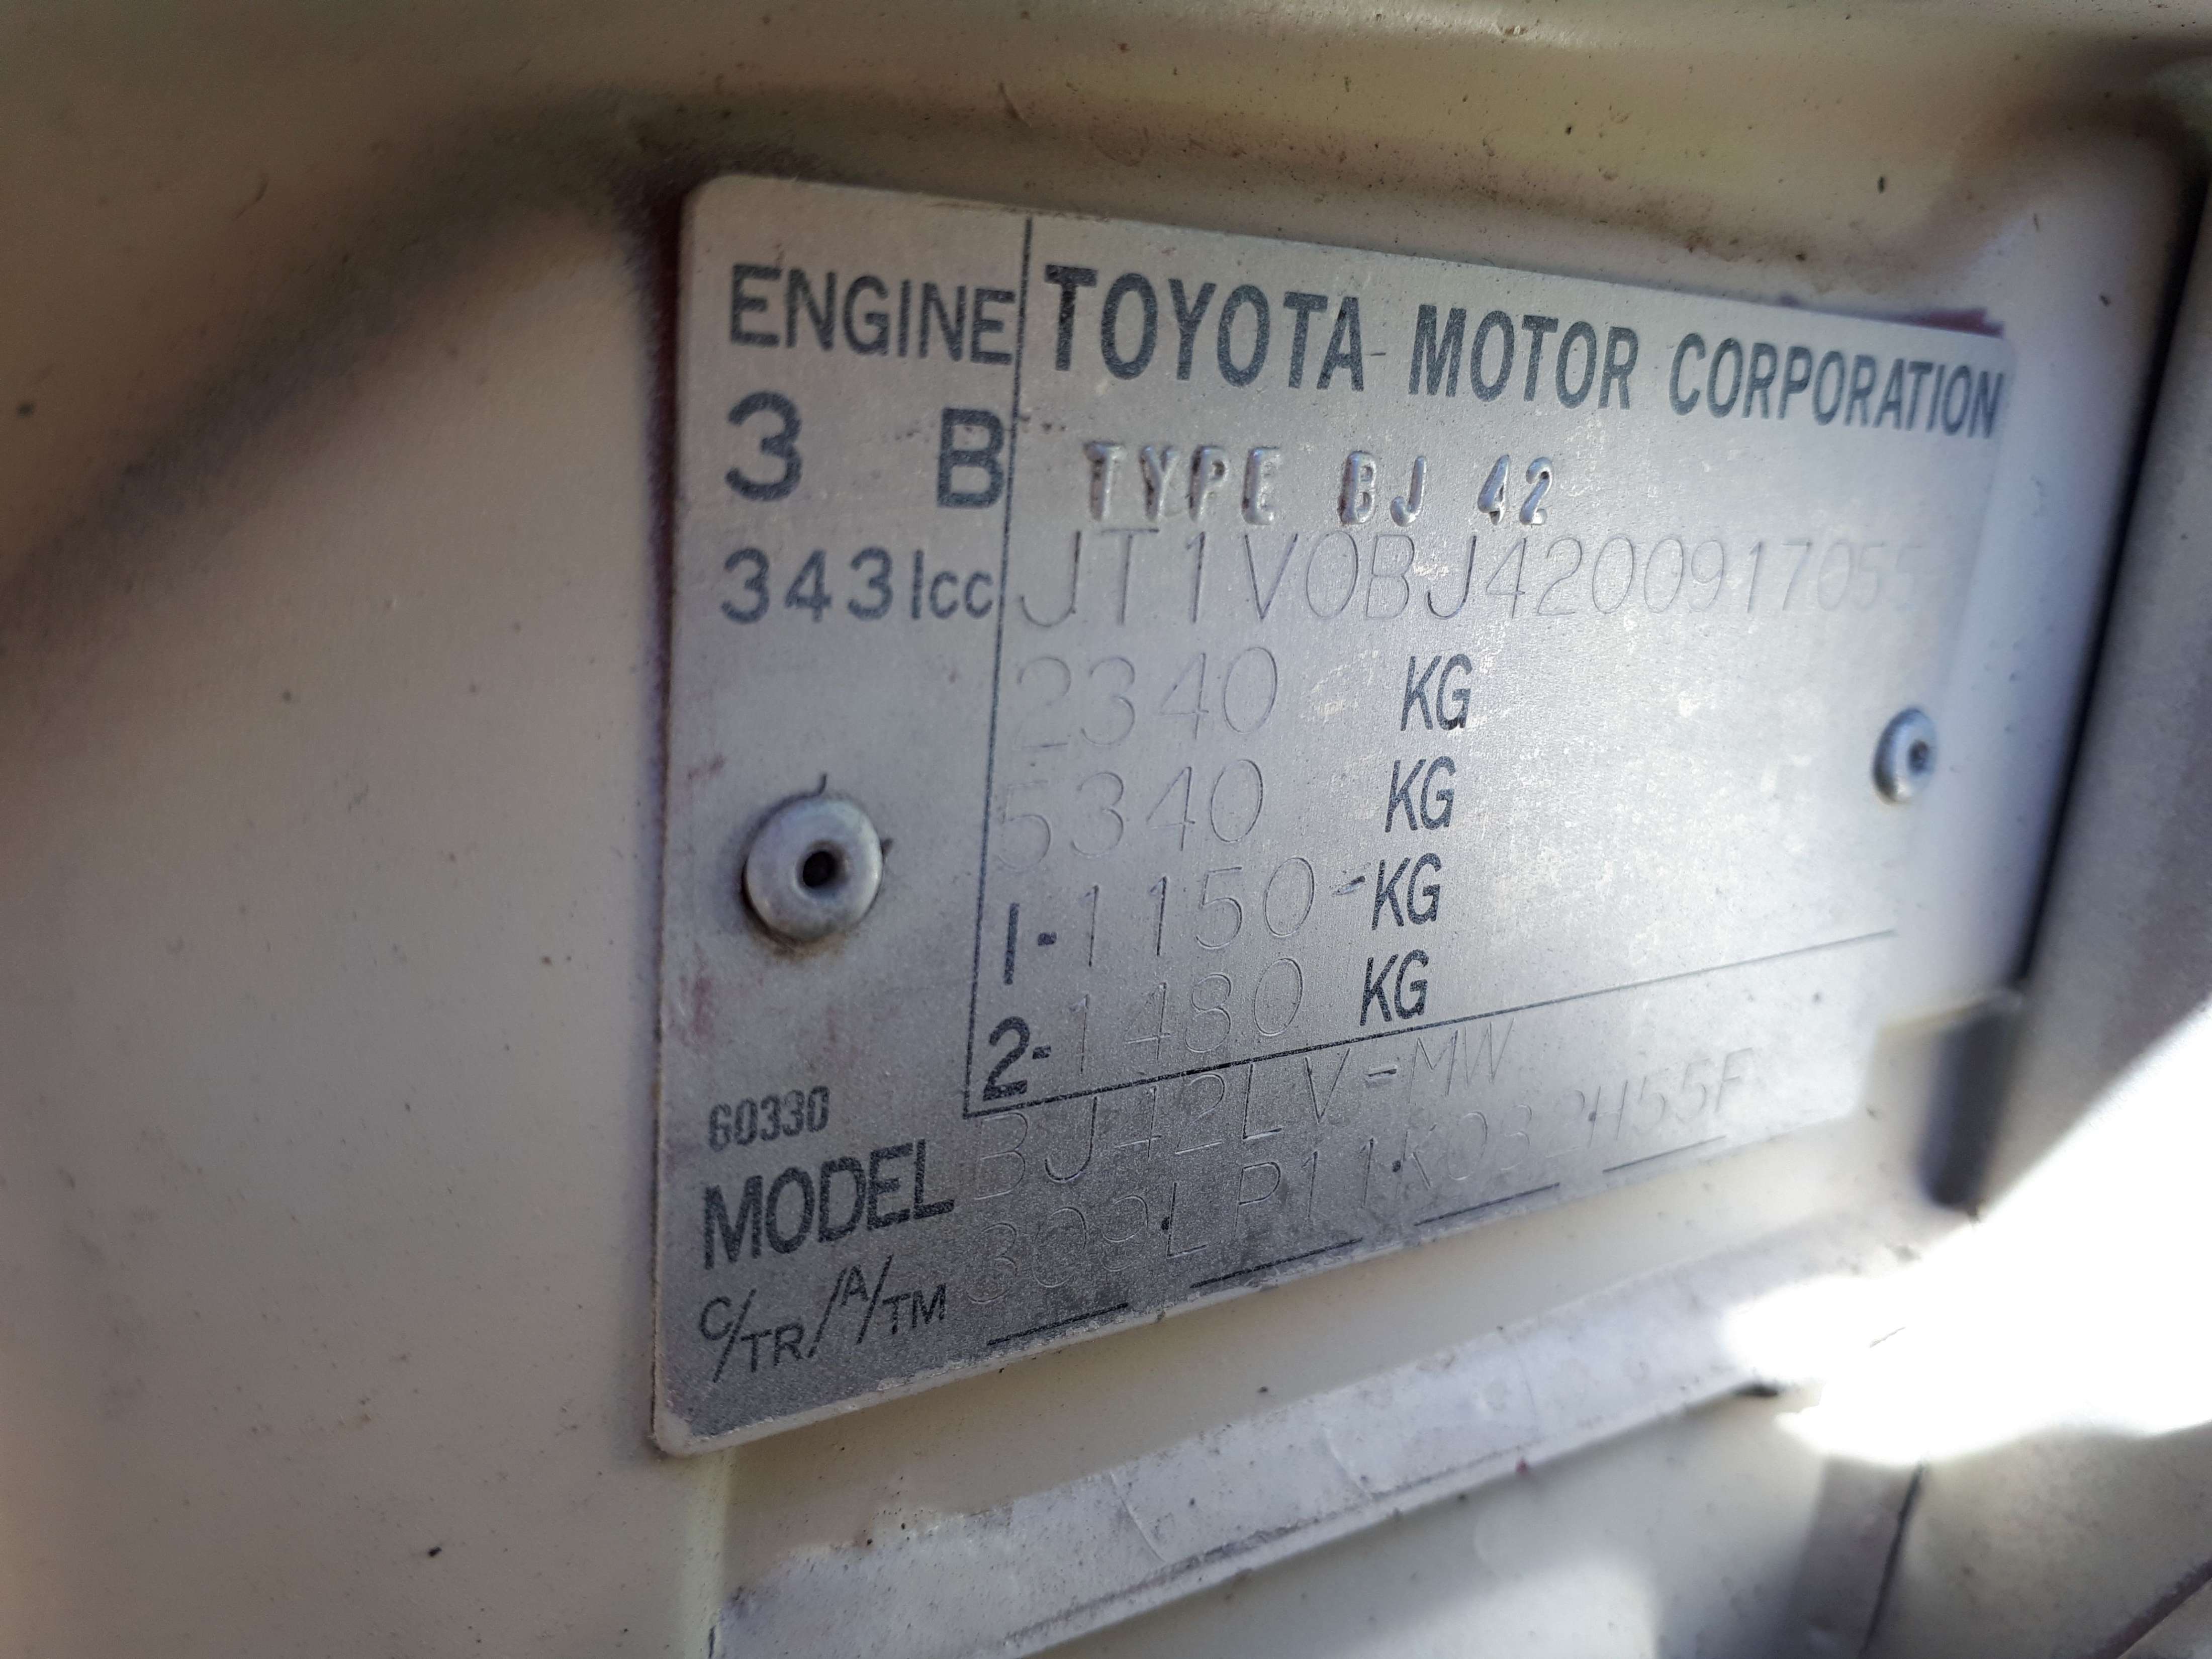 ENGINE TOYOTA MOTOR CORPORATION
3 B TYPE BJ 42
3431cc JT1V0BJ4200917055
2340 KG
5340 KG
1-1150 KG
2-1480 KG
60330
MODEL BJ42LV-MW
C/TR/A/TM 309LP11K032H55F